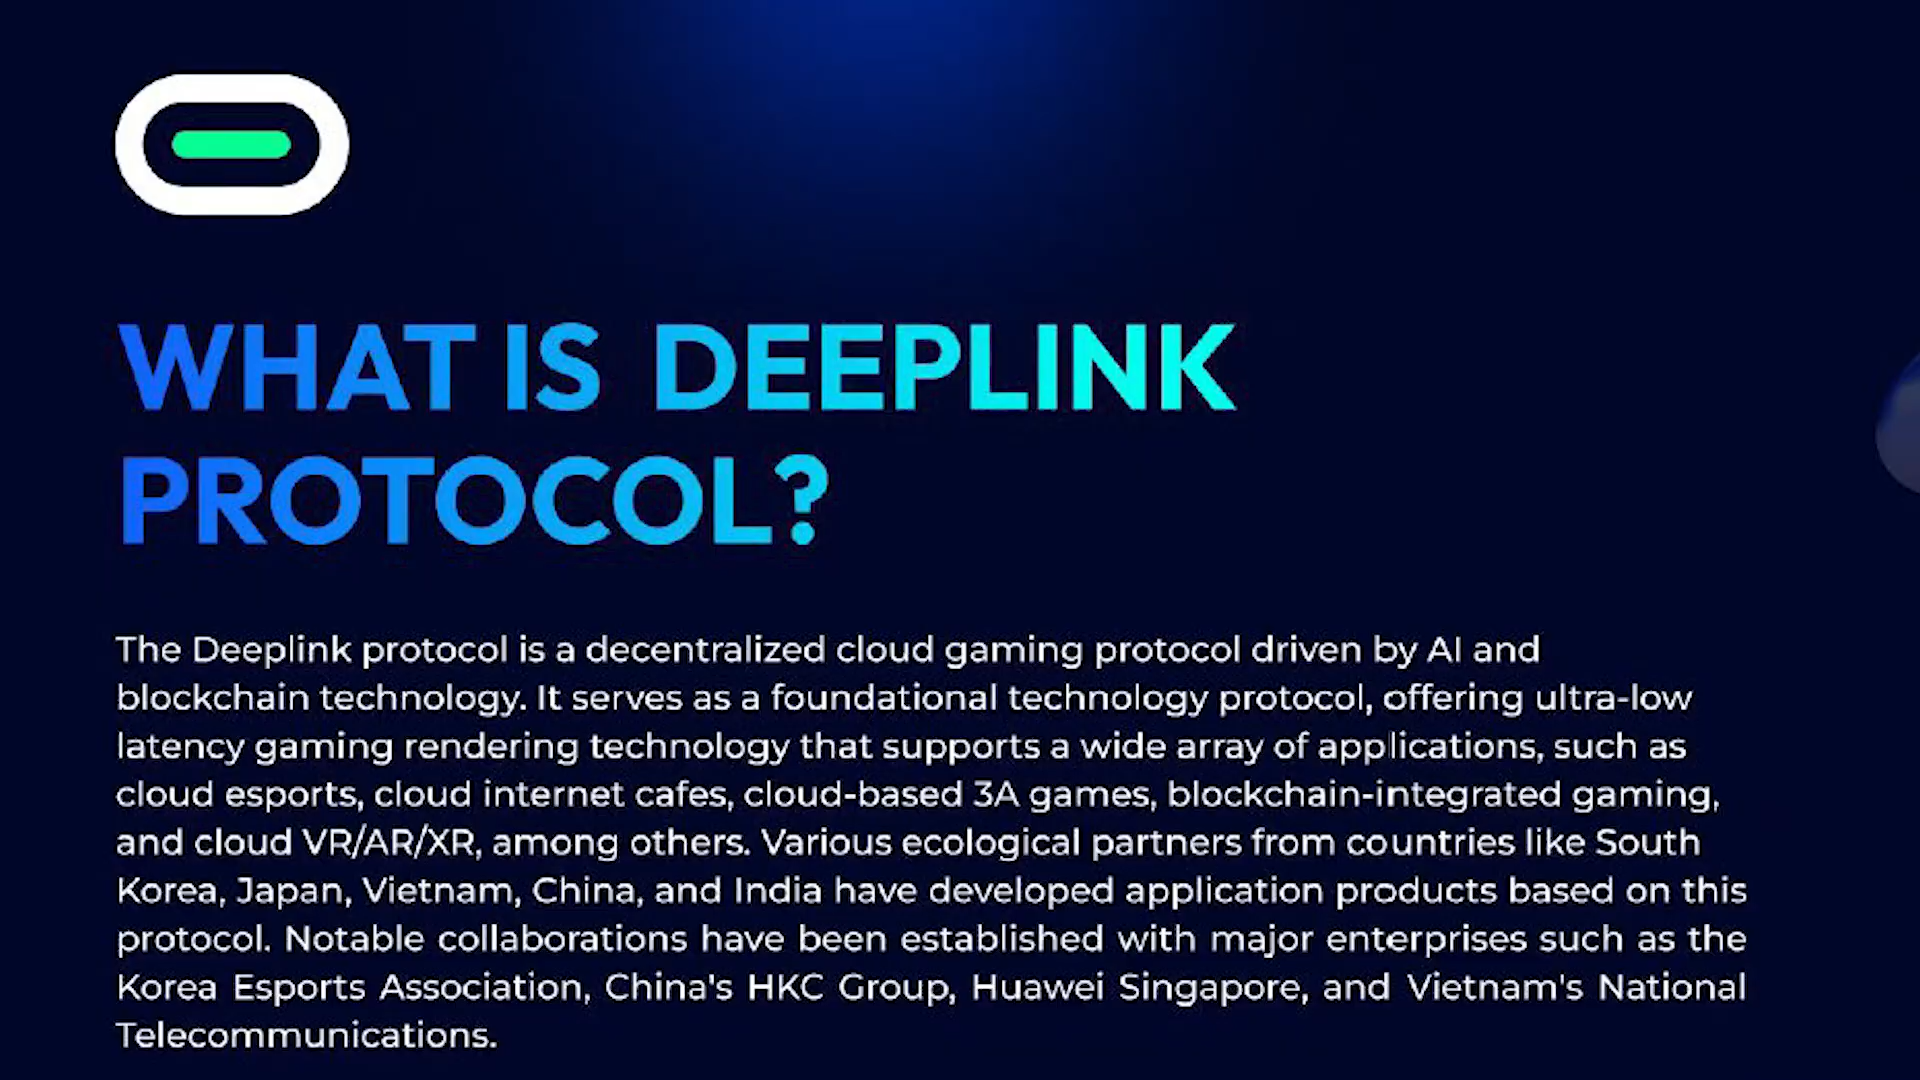 WHAT IS DEEPLINK
PROTOCOL?
The Deeplink protocol is a decentralized cloud gaming protocol driven by AI and
blockchain technology. It serves as a foundational technology protocol, offering ultra-low
latency gaming rendering technology that supports a wide array of applications, such as
cloud esports, cloud internet cafes, cloud-based 3A games, blockchain-integrated gaming,
and cloud VR/AR/XR, among others. Various ecological partners from countries like South
Korea, Japan, Vietnam, China, and India have developed application products based on this
protocol. Notable collaborations have been established with major enterprises such as the
Korea Esports Association, China's HKC Group, Huawei Singapore, and Vietnam's National
Telecommunications.